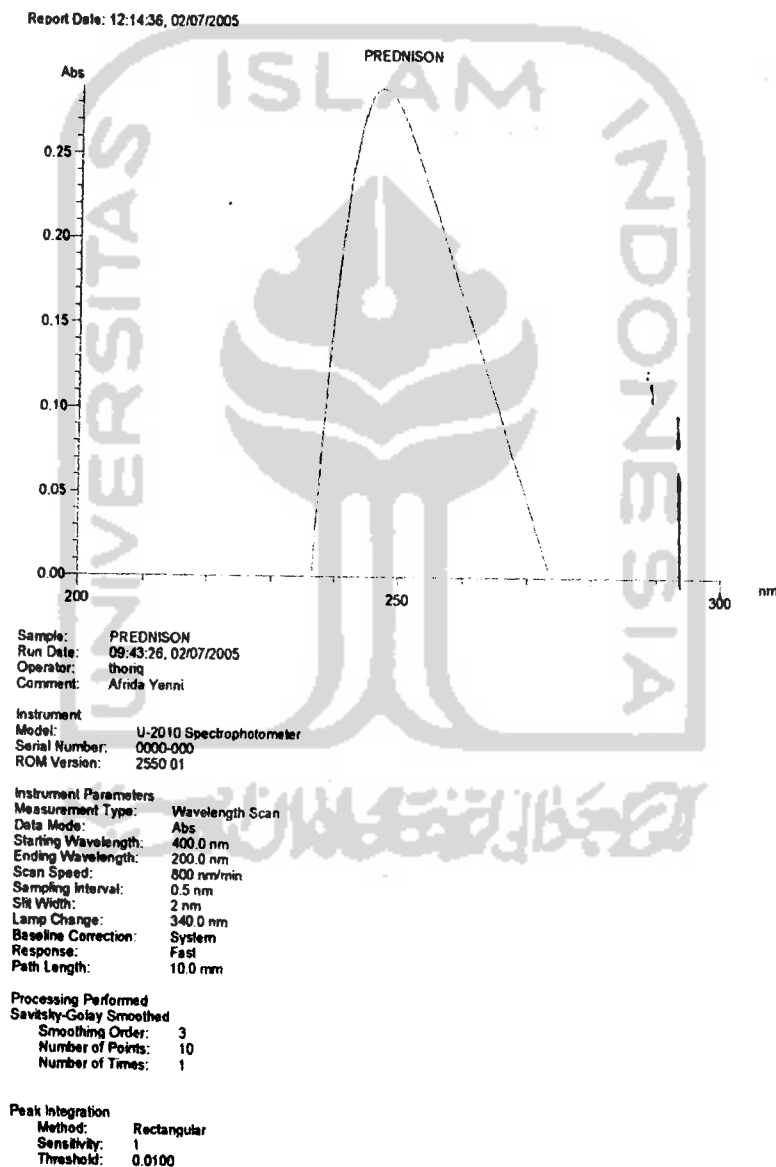 Report Date: 12:14:36, 02/07/2005
PREDNISON
Abs
ISLAM
UNIVERSITAS
INDONESIA
0.25
0.20
0.15
0.10
0.05
0.00
200
250
300
nm
Sample: PREDNISON
Run Date: 09:43:26, 02/07/2005
Operator: thoriq
Comment: Afrida Yenni
Instrument
Model: U-2010 Spectrophotometer
Serial Number: 0000-000
ROM Version: 2550 01
Instrument Parameters
Measurement Type: Wavelength Scan
Data Mode: Abs
Starting Wavelength: 400.0 nm
Ending Wavelength: 200.0 nm
Scan Speed: 800 nm/min
Sampling Interval: 0.5 nm
Slit Width: 2 nm
Lamp Change: 340.0 nm
Baseline Correction: System
Response: Fast
Path Length: 10.0 mm
Processing Performed
Savitsky-Golay Smoothed
Smoothing Order: 3
Number of Points: 10
Number of Times: 1
Peak Integration
Method: Rectangular
Sensitivity: 1
Threshold: 0.0100